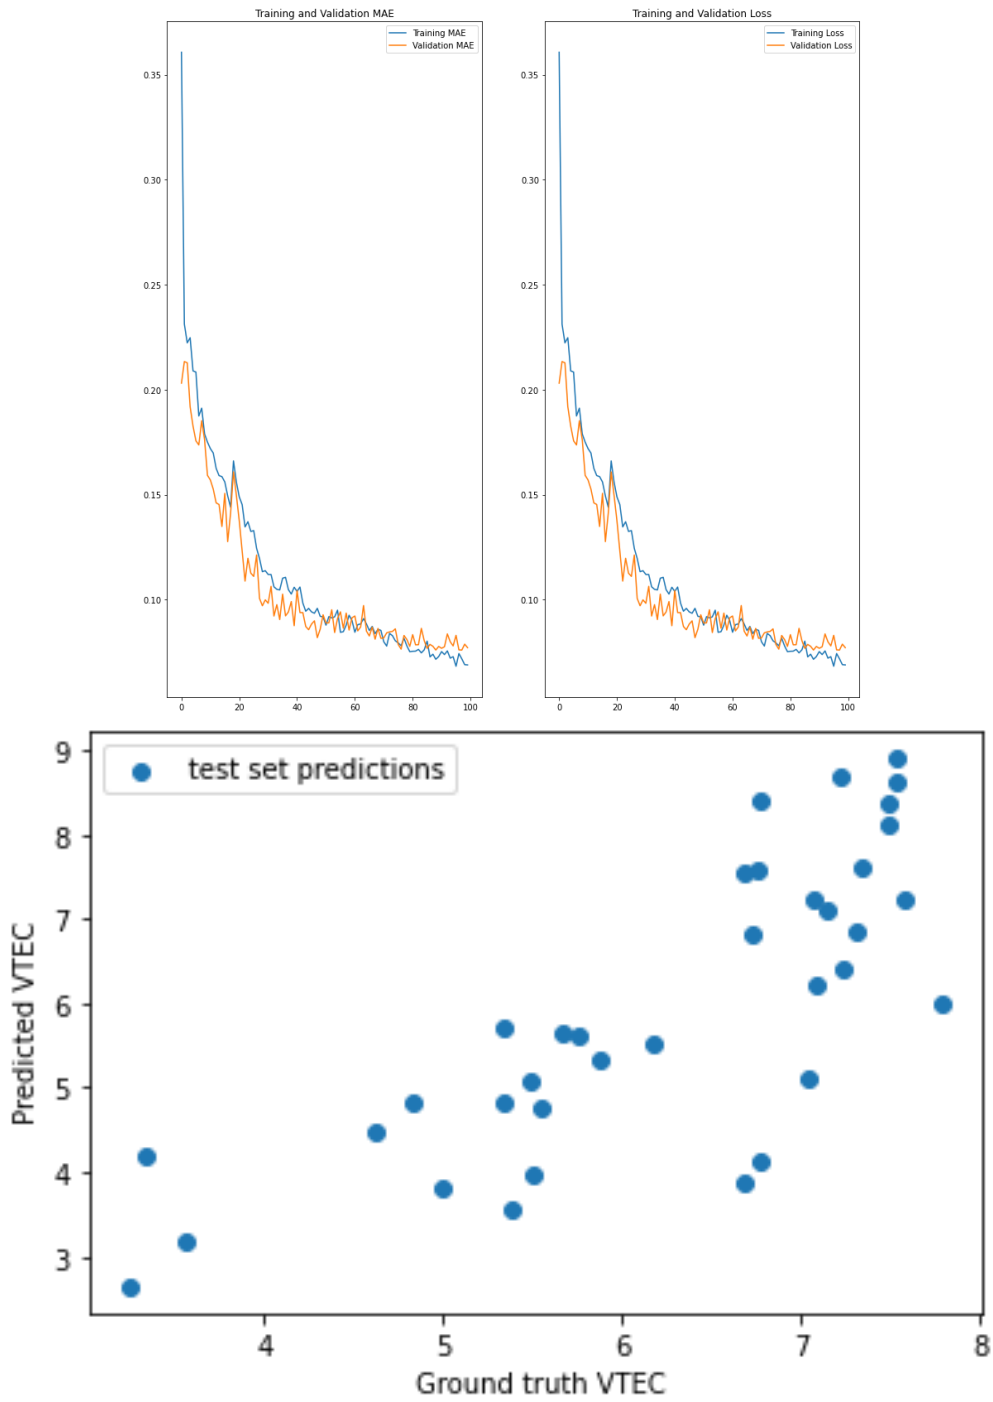 Training and Validation MAE
Training MAE
Validation MAE
0.35
0.30
0.25
0.20
0.15
0.10
0 20 40 60 80 100
Training and Validation Loss
Training Loss
Validation Loss
0.35
0.30
0.25
0.20
0.15
0.10
0 20 40 60 80 100
test set predictions
Predicted VTEC
9
8
7
6
5
4
3
4 5 6 7 8
Ground truth VTEC